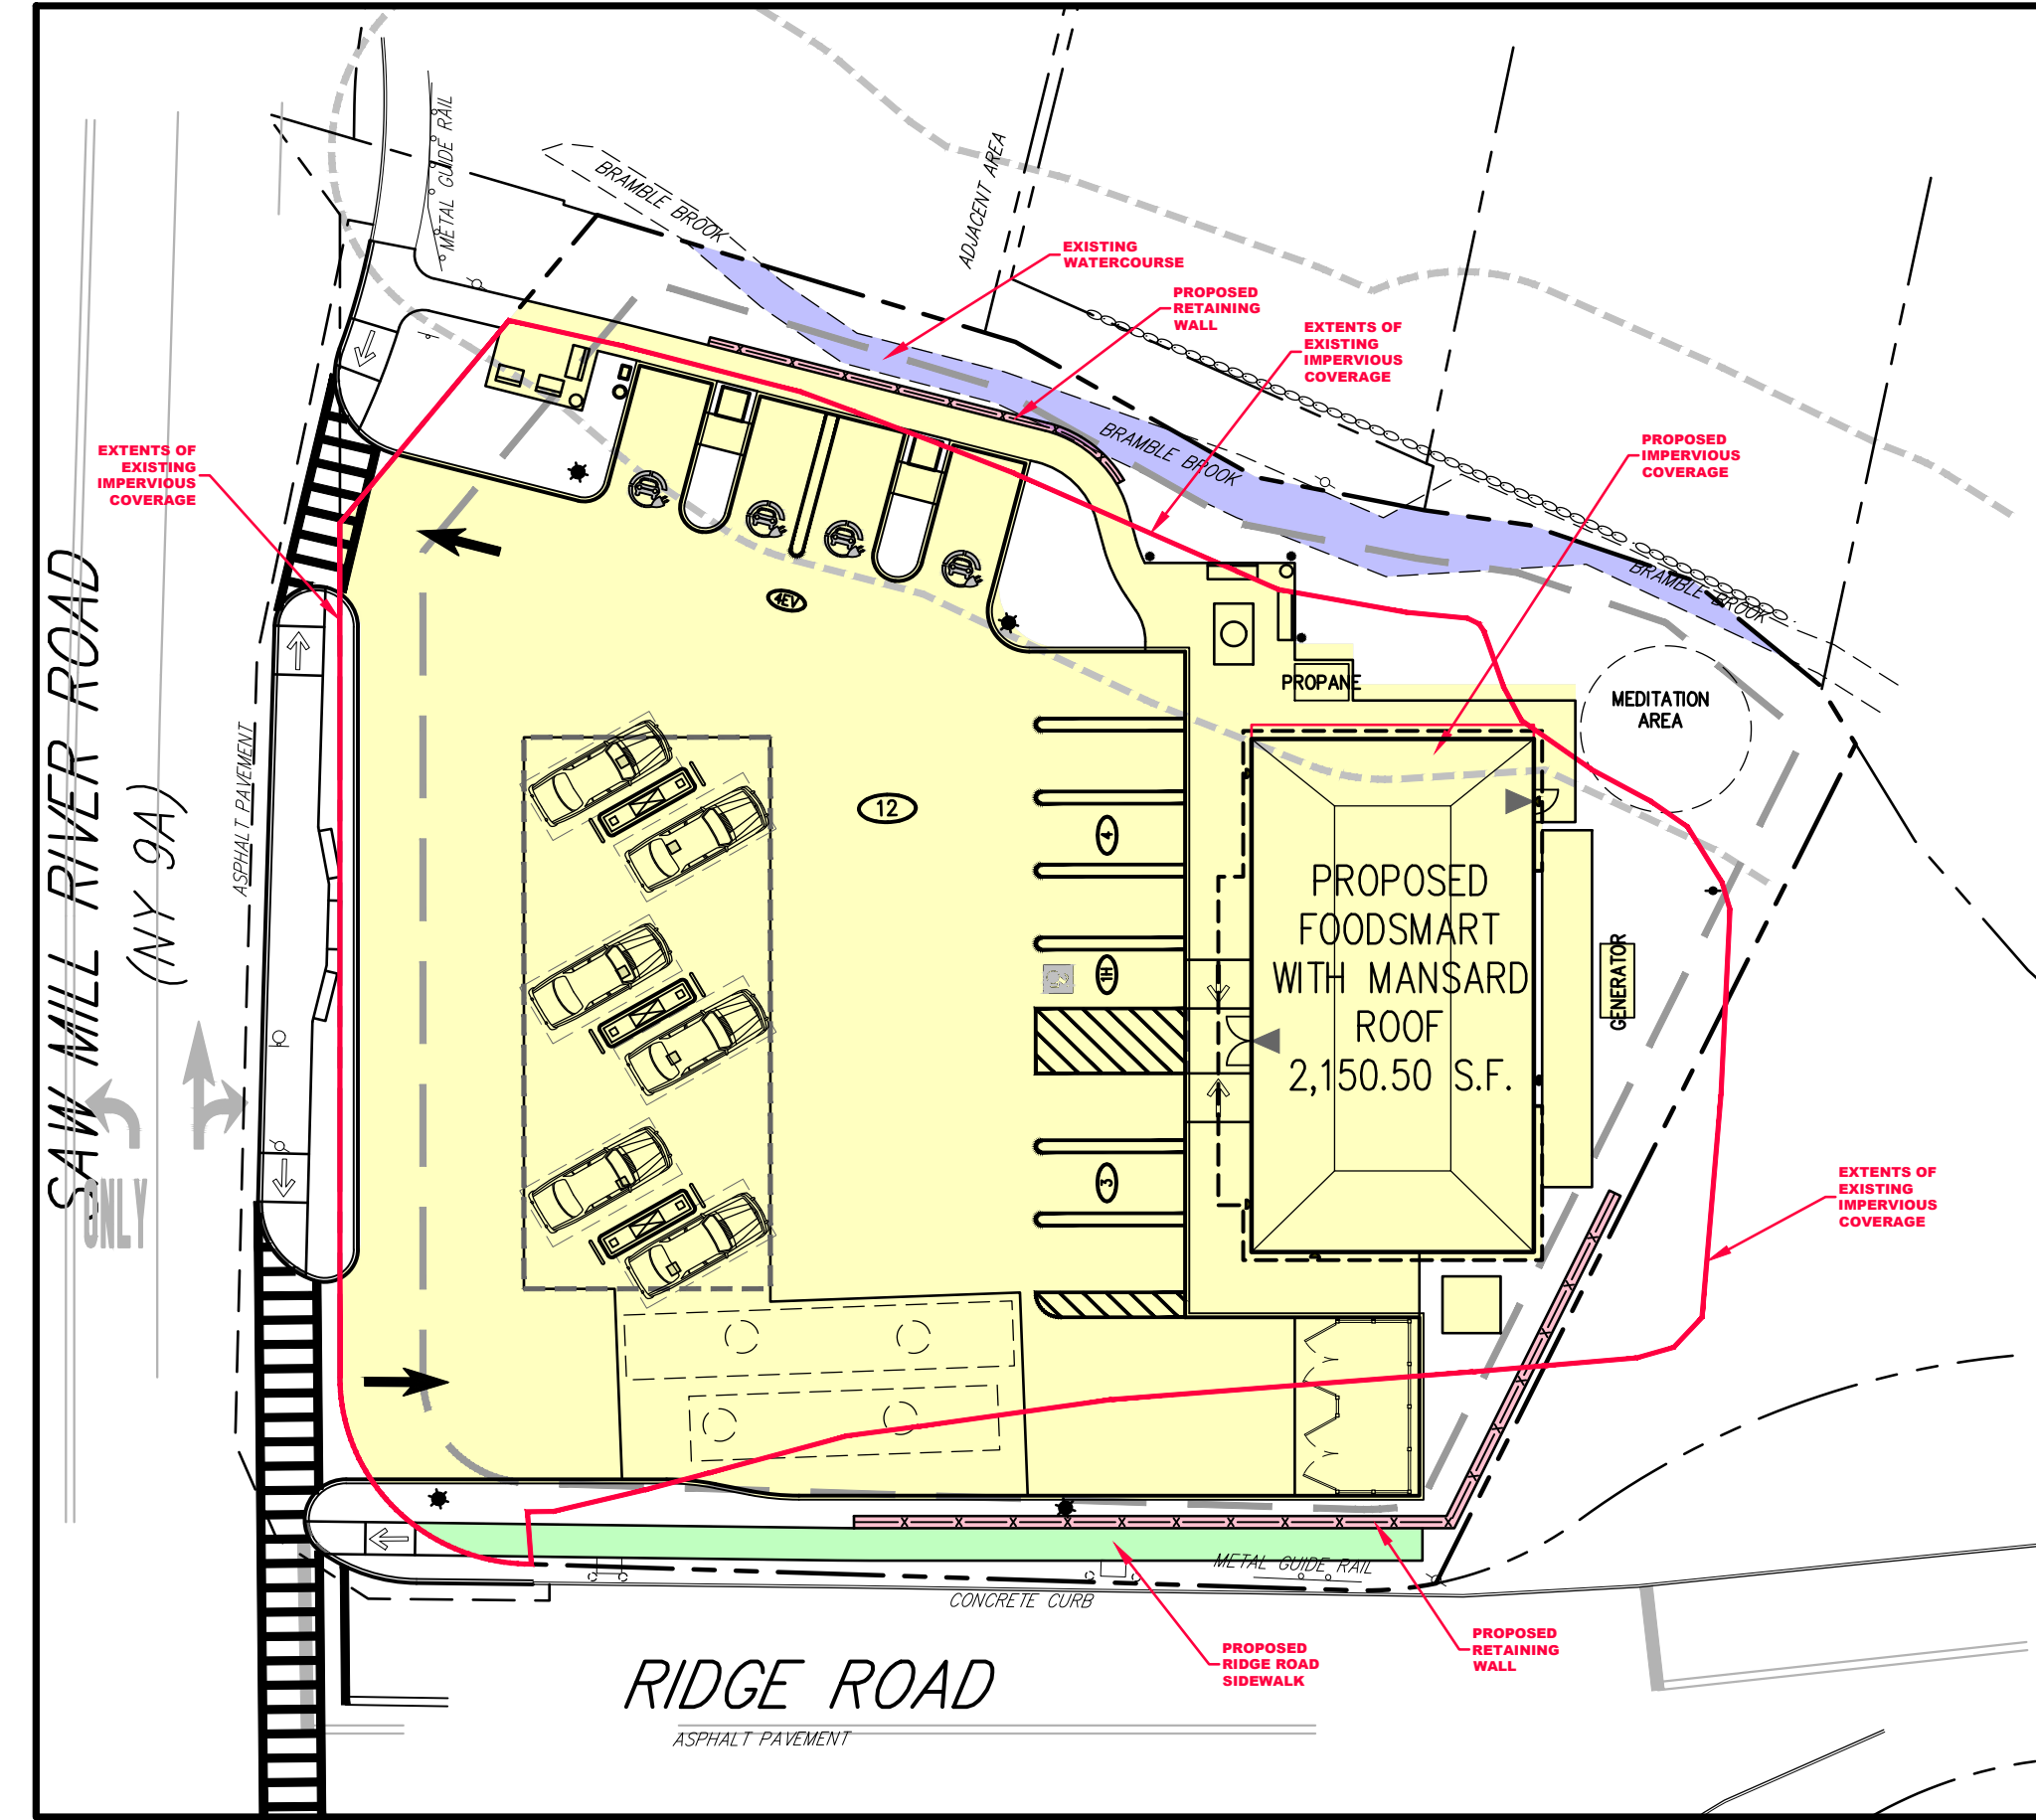 METAL GUIDE RAIL
BRAMBLE BROOK
ADJACENT AREA
EXISTING
WATERCOURSE
PROPOSED
RETAINING
WALL
EXTENTS OF
EXISTING
IMPERVIOUS
COVERAGE
EXTENTS OF
EXISTING
IMPERVIOUS
COVERAGE
BRAMBLE BROOK
PROPOSED
IMPERVIOUS
COVERAGE
BRAMBLE BROOK
SAW MILL RIVER ROAD
(NY 9A)
ONLY
ASPHALT PAVEMENT
4EV
12
4
1H
3
PROPANE
MEDITATION
AREA
PROPOSED
FOODSMART
WITH MANSARD
ROOF
2,150.50 S.F.
GENERATOR
EXTENTS OF
EXISTING
IMPERVIOUS
COVERAGE
METAL GUIDE RAIL
CONCRETE CURB
PROPOSED
RIDGE ROAD
SIDEWALK
PROPOSED
RETAINING
WALL
RIDGE ROAD
ASPHALT PAVEMENT